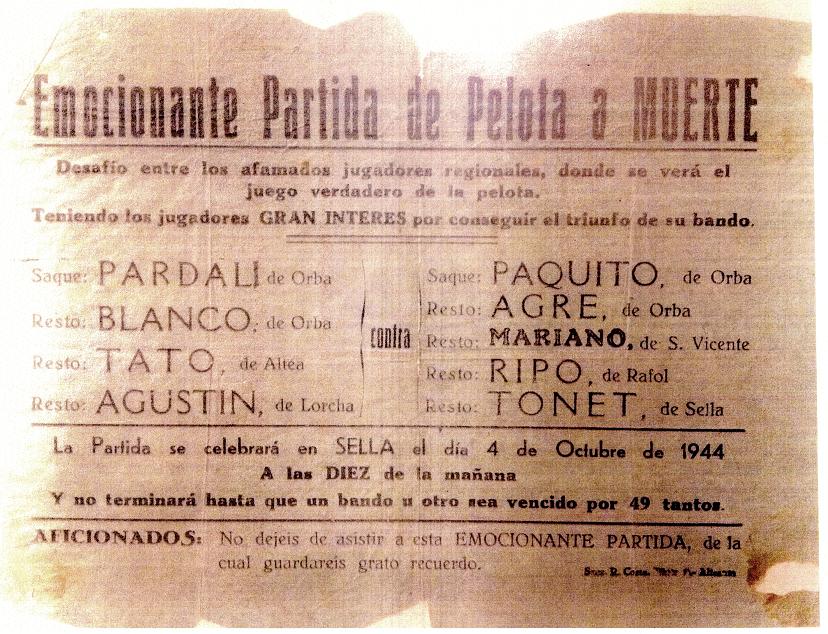 Emocionante Partida de Pelota a MUERTE
Desafío entre los afamados jugadores regionales, donde se verá el
juego verdadero de la pelota.
Teniendo los jugadores GRAN INTERES por conseguir el triunfo de su bando.
Saque: PARDALI de Orba
Resto: BLANCO, de Orba
Resto: TATO, de Altea
Resto: AGUSTIN, de Lorcha
contra
Saque: PAQUITO, de Orba
Resto: AGRE, de Orba
Resto: MARIANO, de S. Vicente
Resto: RIPO, de Rafol
Resto: TONET, de Sella
La Partida se celebrará en SELLA el día 4 de Octubre de 1944
A las DIEZ de la mañana
Y no terminará hasta que un bando u otro sea vencido por 49 tantos.
AFICIONADOS: No dejeis de asistir a esta EMOCIONANTE PARTIDA, de la
cual guardareis grato recuerdo.
R. Costa